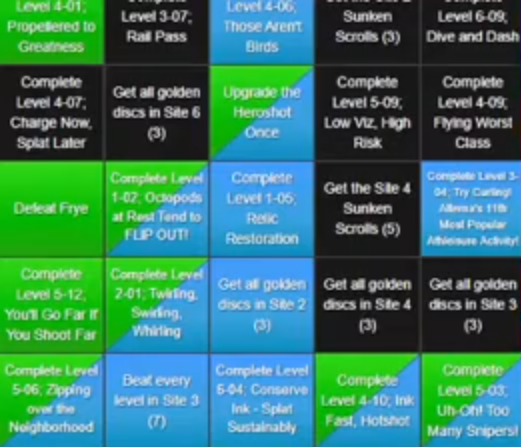 Level 4-01;
Propellered to
Greatness
Complete
Level 3-07;
Rail Pass
Level 4-06;
Those Aren't
Birds
Sunken
Scrolls (3)
Complete
Level 6-09;
Dive and Dash
Complete
Level 4-07;
Charge Now,
Splat Later
Get all golden
discs in Site 6
(3)
Upgrade the
Heroshot
Once
Complete
Level 5-09;
Low Viz, High
Risk
Complete
Level 4-09;
Flying Worst
Class
Defeat Frye
Complete Level
1-02; Octopods
at Rest Tend to
FLIP OUT!
Complete
Level 1-05;
Relic
Restoration
Get the Site 4
Sunken
Scrolls (5)
Complete Level 3-
04; Try Curling!
Alterna's 11th
Most Popular
Athleisure Activity!
Complete
Level 5-12;
You'll Go Far If
You Shoot Far
Complete Level
2-01; Twirling,
Swirling,
Whirling
Get all golden
discs in Site 2
(3)
Get all golden
discs in Site 4
(3)
Get all golden
discs in Site 3
(3)
Complete Level
5-06; Zipping
over the
Neighborhood
Beat every
level in Site 3
(7)
Complete Level
6-04; Conserve
Ink - Splat
Sustainably
Complete
Level 4-10; Ink
Fast, Hotshot
Complete
Level 5-03;
Uh-Oh! Too
Many Snipers!